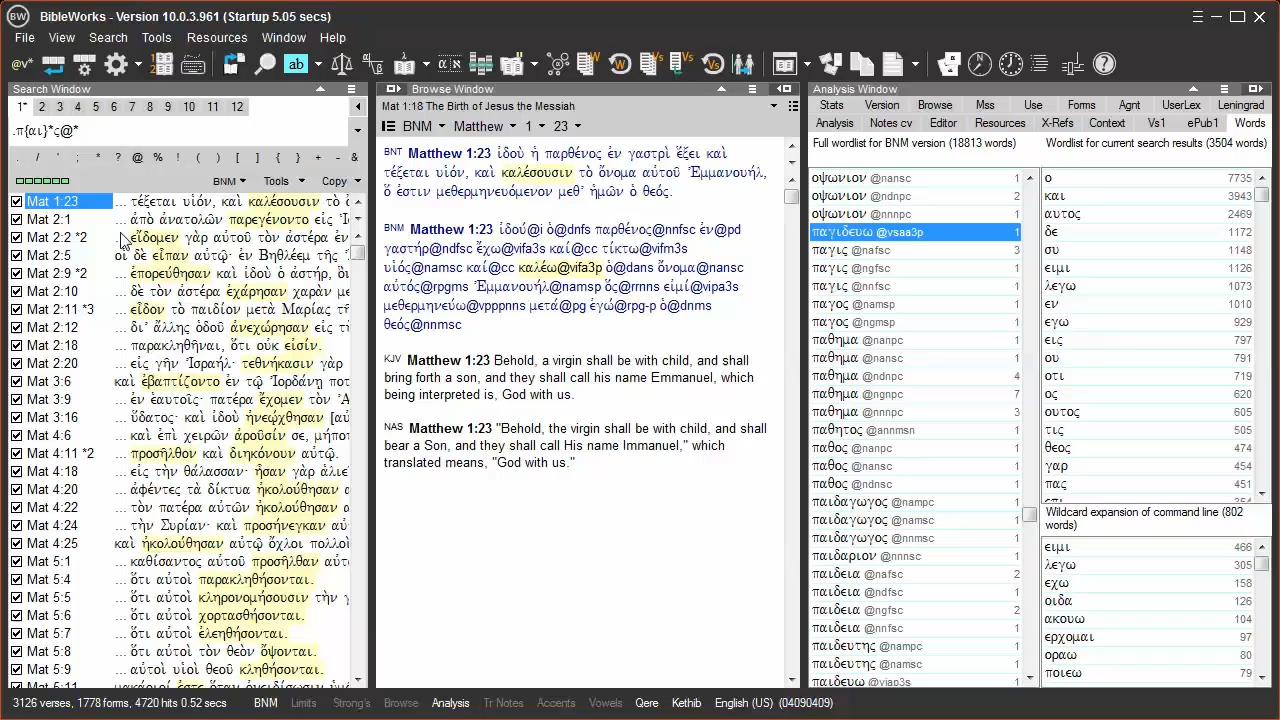 BW BibleWorks - Version 10.0.3.961 (Startup 5.05 secs)
File View Search Tools Resources Window Help
Search Window
1* 2 3 4 5 6 7 8 9 10 11 12
.π{αι}*ς@*
. / ' ; * ? @ % ! ( ) [ ] { } + - &
BNM Tools Copy
Mat 1:23 ... τέξεται υἱόν, καὶ καλέσουσιν τὸ
Mat 2:1 ... ἀπὸ ἀνατολῶν παρεγένοντο εἰς
Mat 2:2 *2 ... εἴδομεν γὰρ αὐτοῦ τὸν ἀστέρα ἐν
Mat 2:5 οἱ δὲ εἶπαν αὐτῷ· ἐν Βηθλέεμ τῆς
Mat 2:9 *2 ... ἐπορεύθησαν καὶ ἰδοὺ ὁ ἀστήρ,
Mat 2:10 ... δὲ τὸν ἀστέρα ἐχάρησαν χαρὰν
Mat 2:11 *3 ... εἶδον τὸ παιδίον μετὰ Μαρίας
Mat 2:12 ... δι' ἄλλης ὁδοῦ ἀνεχώρησαν εἰς
Mat 2:18 ... παρακληθῆναι, ὅτι οὐκ εἰσίν.
Mat 2:20 ... εἰς γῆν Ἰσραήλ· τεθνήκασιν γὰρ
Mat 3:6 καὶ ἐβαπτίζοντο ἐν τῷ Ἰορδάνῃ ποτ
Mat 3:9 ... ἐν ἑαυτοῖς· πατέρα ἔχομεν τὸν
Mat 3:16 ... ὕδατος· καὶ ἰδοὺ ἠνεῴχθησαν [αὐ
Mat 4:6 ... καὶ ἐπὶ χειρῶν ἀροῦσίν σε, μήπο
Mat 4:11 *2 ... προσῆλθον καὶ διηκόνουν αὐτῷ.
Mat 4:18 ... εἰς τὴν θάλασσαν· ἦσαν γὰρ ἁλιε
Mat 4:20 ... ἀφέντες τὰ δίκτυα ἠκολούθησαν
Mat 4:22 ... τὸν πατέρα αὐτῶν ἠκολούθησαν
Mat 4:24 ... τὴν Συρίαν· καὶ προσήνεγκαν αὐ
Mat 4:25 καὶ ἠκολούθησαν αὐτῷ ὄχλοι πολλοὶ
Mat 5:1 ... καθίσαντος αὐτοῦ προσῆλθαν
Mat 5:4 ... ὅτι αὐτοὶ παρακληθήσονται.
Mat 5:5 ... ὅτι αὐτοὶ κληρονομήσουσιν τὴν
Mat 5:6 ... ὅτι αὐτοὶ χορτασθήσονται.
Mat 5:7 ... ὅτι αὐτοὶ ἐλεηθήσονται.
Mat 5:8 ... ὅτι αὐτοὶ τὸν θεὸν ὄψονται.
Mat 5:9 ... αὐτοὶ υἱοὶ θεοῦ κληθήσονται.
Mat 5:11
Browse Window
Mat 1:18 The Birth of Jesus the Messiah
BNM Matthew 1 23
BNT Matthew 1:23 ἰδοὺ ἡ παρθένος ἐν γαστρὶ ἕξει καὶ
τέξεται υἱόν, καὶ καλέσουσιν τὸ ὄνομα αὐτοῦ Ἐμμανουήλ,
ὅ ἐστιν μεθερμηνευόμενον μεθ' ἡμῶν ὁ θεός.
BNM Matthew 1:23 ἰδού@i ὁ@dnfs παρθένος@nnfsc ἐν@pd
γαστήρ@ndfsc ἔχω@vifa3s καί@cc τίκτω@vifm3s
υἱός@namsc καί@cc καλέω@vifa3p ὁ@dans ὄνομα@nansc
αὐτός@rpgms Ἐμμανουήλ@namsp ὅς@rrnns εἰμί@vipa3s
μεθερμηνεύω@vpppnns μετά@pg ἐγώ@rpg-p ὁ@dnms
θεός@nnmsc
KJV Matthew 1:23 Behold, a virgin shall be with child, and shall
bring forth a son, and they shall call his name Emmanuel, which
being interpreted is, God with us.
NAS Matthew 1:23 "Behold, the virgin shall be with child, and shall
bear a Son, and they shall call His name Immanuel," which
translated means, "God with us."
Analysis Window
Stats Version Browse Mss Use Forms Agnt UserLex Leningrad
Analysis Notes cv Editor Resources X-Refs Context Vs1 ePub1 Words
Full wordlist for BNM version (18813 words)
οψωνιον @nansc 1
οψωνιον @ndnpc 2
οψωνιον @nnnpc 1
παγιδευω @vsaa3p 1
παγις @nafsc 3
παγις @ngfsc 1
παγις @nnfsc 1
παγος @namsp 1
παγος @ngmsp 1
παθημα @nanpc 1
παθημα @nansc 1
παθημα @ndnpc 4
παθημα @ngnpc 7
παθημα @nnnpc 3
παθητος @annmsn 1
παθος @nanpc 1
παθος @nansc 1
παθος @ndnsc 1
παιδαγωγος @nampc 1
παιδαγωγος @namsc 1
παιδαγωγος @nnmsc 1
παιδαριον @nnnsc 1
παιδεια @nafsc 2
παιδεια @ndfsc 1
παιδεια @ngfsc 2
παιδεια @nnfsc 1
παιδευτης @nampc 1
παιδευτης @namsc 1
παιδευω @viap3s 1
Wordlist for current search results (3504 words)
ο 7735
και 4101
αυτος 2469
δε 1172
συ 1148
ειμι 1126
λεγω 1073
εν 1010
εγω 929
εις 797
ου 791
οτι 719
ος 620
ουτος 605
τις 505
θεος 474
γαρ 454
πας 451
επι 354
Wildcard expansion of command line (802
words)
ειμι 466
λεγω 305
εχω 158
οιδα 126
ακουω 104
ερχομαι 97
οραω 80
ποιεω 79
3126 verses, 1778 forms, 4720 hits 0.52 secs BNM Limits Strong's Browse Analysis Tr Notes Accents Vowels Qere Kethib English (US) (04090409)